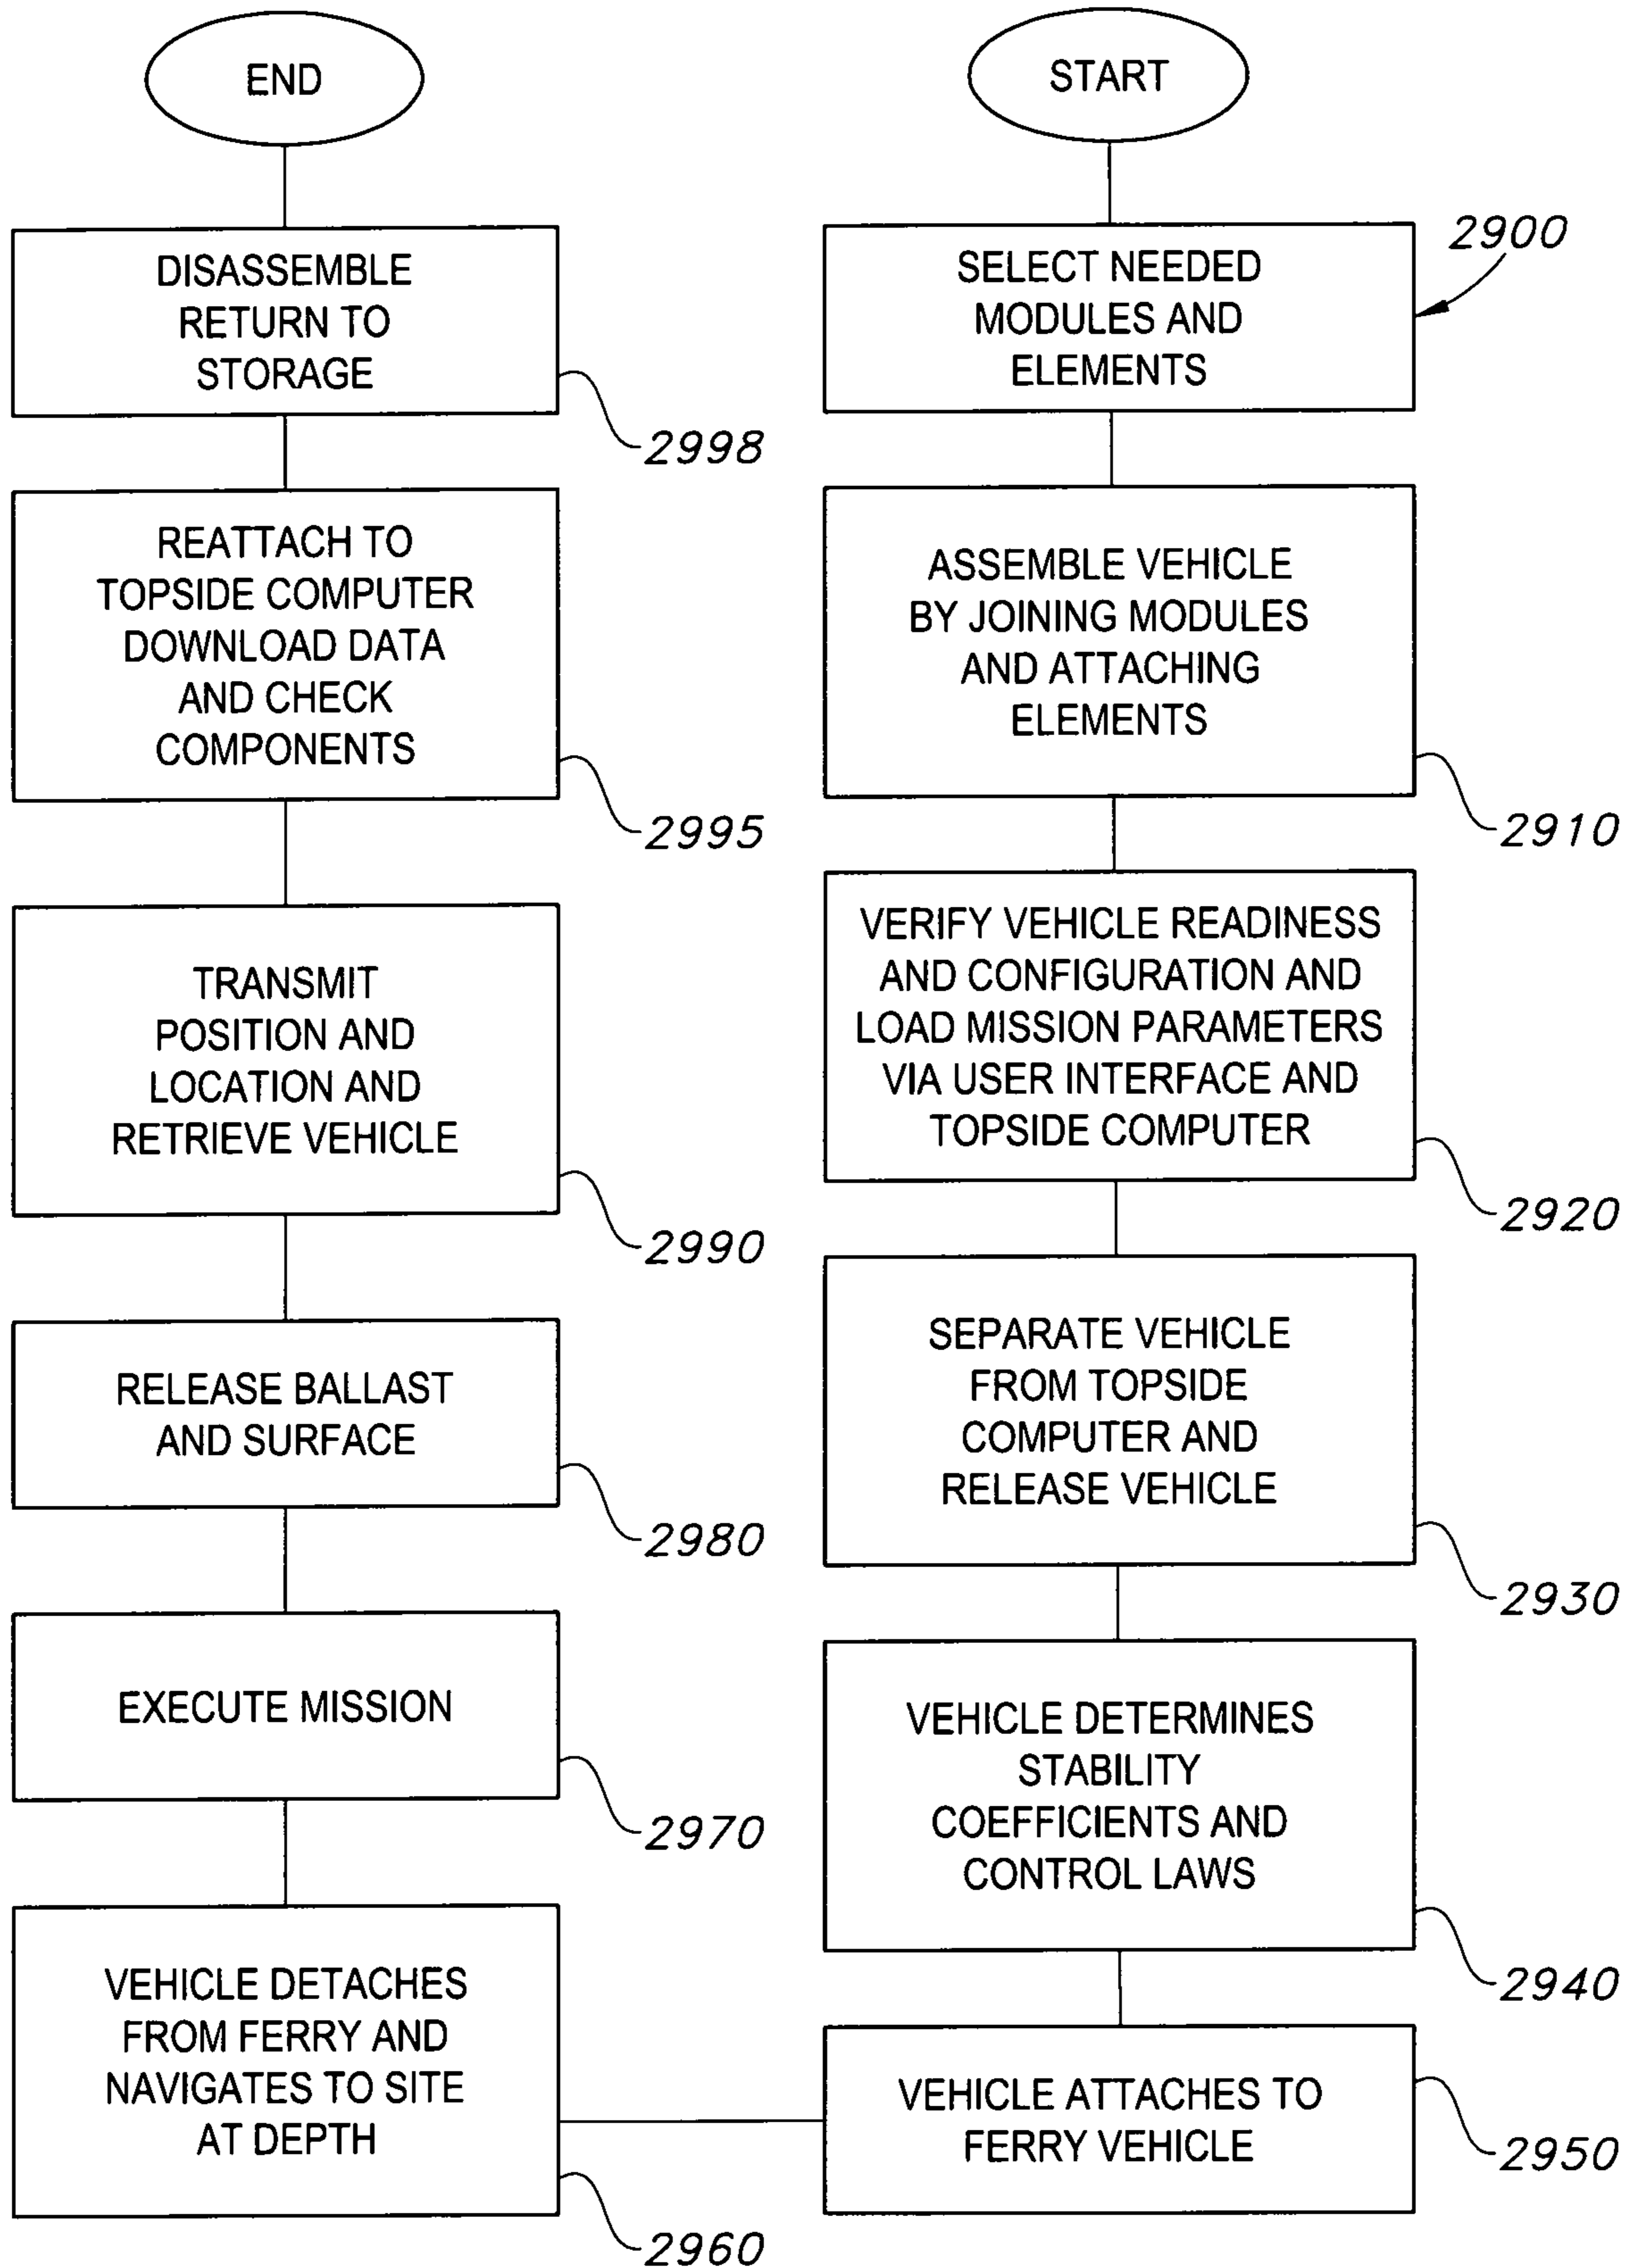 START
SELECT NEEDED
MODULES AND
ELEMENTS
2900
ASSEMBLE VEHICLE
BY JOINING MODULES
AND ATTACHING
ELEMENTS
2910
VERIFY VEHICLE READINESS
AND CONFIGURATION AND
LOAD MISSION PARAMETERS
VIA USER INTERFACE AND
TOPSIDE COMPUTER
2920
SEPARATE VEHICLE
FROM TOPSIDE
COMPUTER AND
RELEASE VEHICLE
2930
VEHICLE DETERMINES
STABILITY
COEFFICIENTS AND
CONTROL LAWS
2940
VEHICLE ATTACHES TO
FERRY VEHICLE
2950
VEHICLE DETACHES
FROM FERRY AND
NAVIGATES TO SITE
AT DEPTH
2960
EXECUTE MISSION
2970
RELEASE BALLAST
AND SURFACE
2980
TRANSMIT
POSITION AND
LOCATION AND
RETRIEVE VEHICLE
2990
REATTACH TO
TOPSIDE COMPUTER
DOWNLOAD DATA
AND CHECK
COMPONENTS
2995
DISASSEMBLE
RETURN TO
STORAGE
2998
END